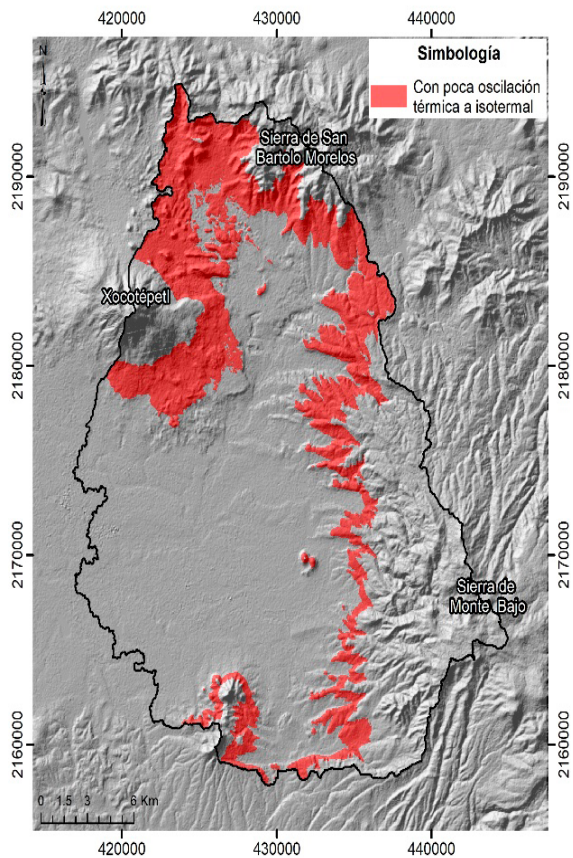 420000 430000 440000
N
Simbología
Con poca oscilación
térmica a isotermal
Sierra de San
Bartolo Morelos
2190000 2190000
Xocotépetl
2180000 2180000
2170000 2170000
Sierra de
Monte Bajo
2160000 2160000
0 1.5 3 6 Km
420000 430000 440000